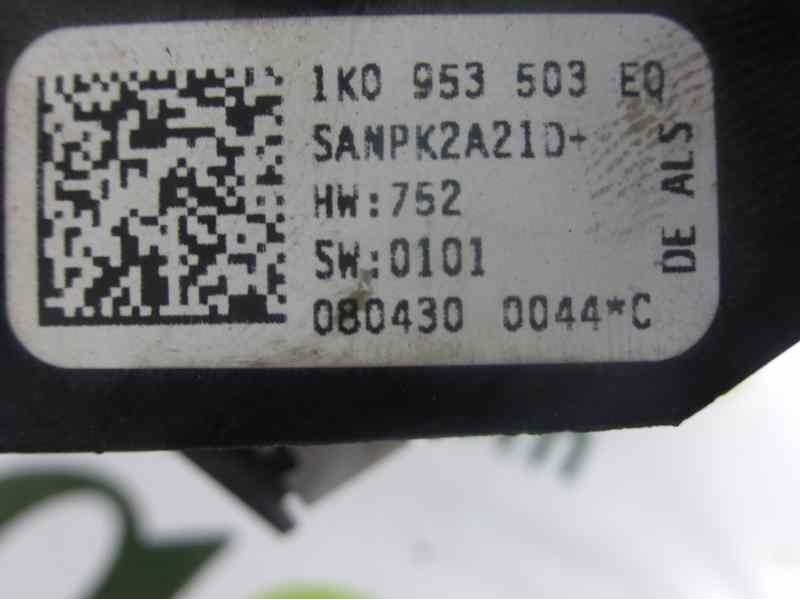 1K0 953 503 EQ
SANPK2A21D+
HW:752
SW:0101
080430 0044*C
DE ALS